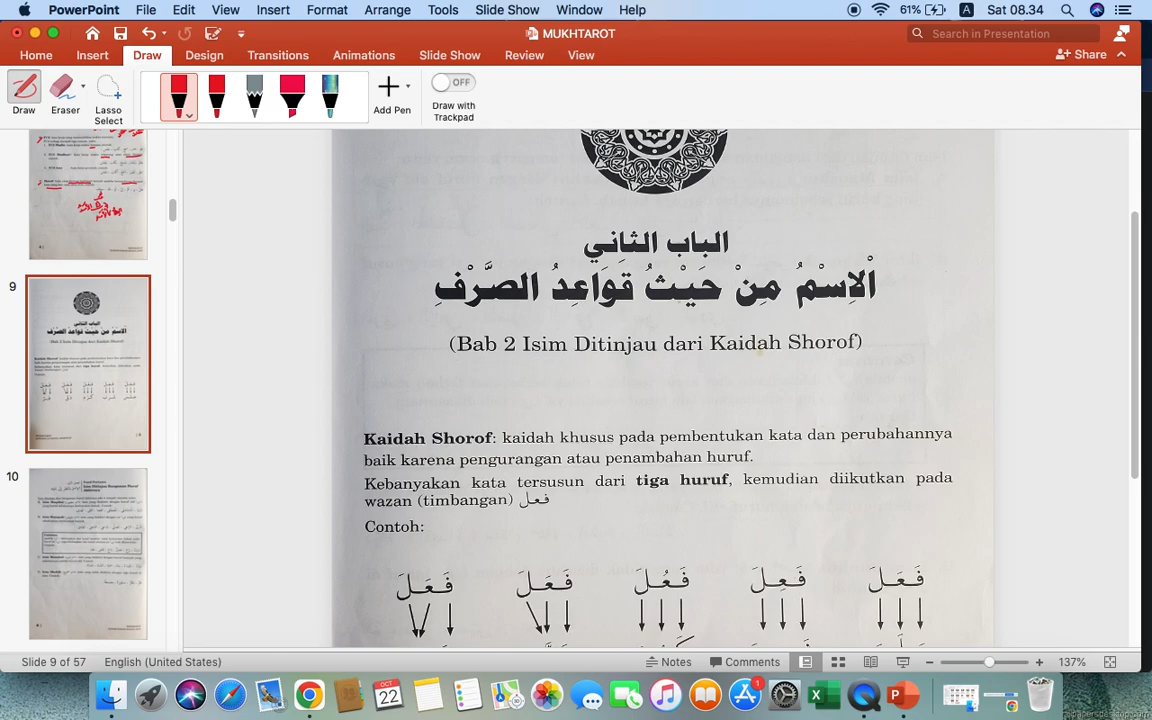 PowerPoint File Edit View Insert Format Arrange Tools Slide Show Window Help 61% A Sat 08.34
MUKHTAROT
Search in Presentation
Home Insert Draw Design Transitions Animations Slide Show Review View Share
OFF
Draw Eraser Lasso Select Add Pen Draw with Trackpad
الباب الثاني
اْلاِسْمُ مِنْ حَيْثُ قَوَاعِدُ الصَّرْفِ
(Bab 2 Isim Ditinjau dari Kaidah Shorof)
Kaidah Shorof: kaidah khusus pada pembentukan kata dan perubahannya
baik karena pengurangan atau penambahan huruf.
Kebanyakan kata tersusun dari tiga huruf, kemudian diikutkan pada
wazan (timbangan) فعل
Contoh:
فَعَلَ فَعِلَ فَعُلَ فَعَلَ فَعَلَ
9
10
Slide 9 of 57 English (United States) Notes Comments 137%
OCT
22
1